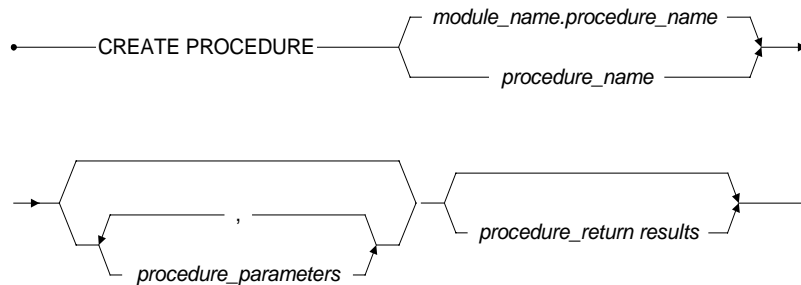 module_name.procedure_name
CREATE PROCEDURE
procedure_name
,
procedure_return results
procedure_parameters